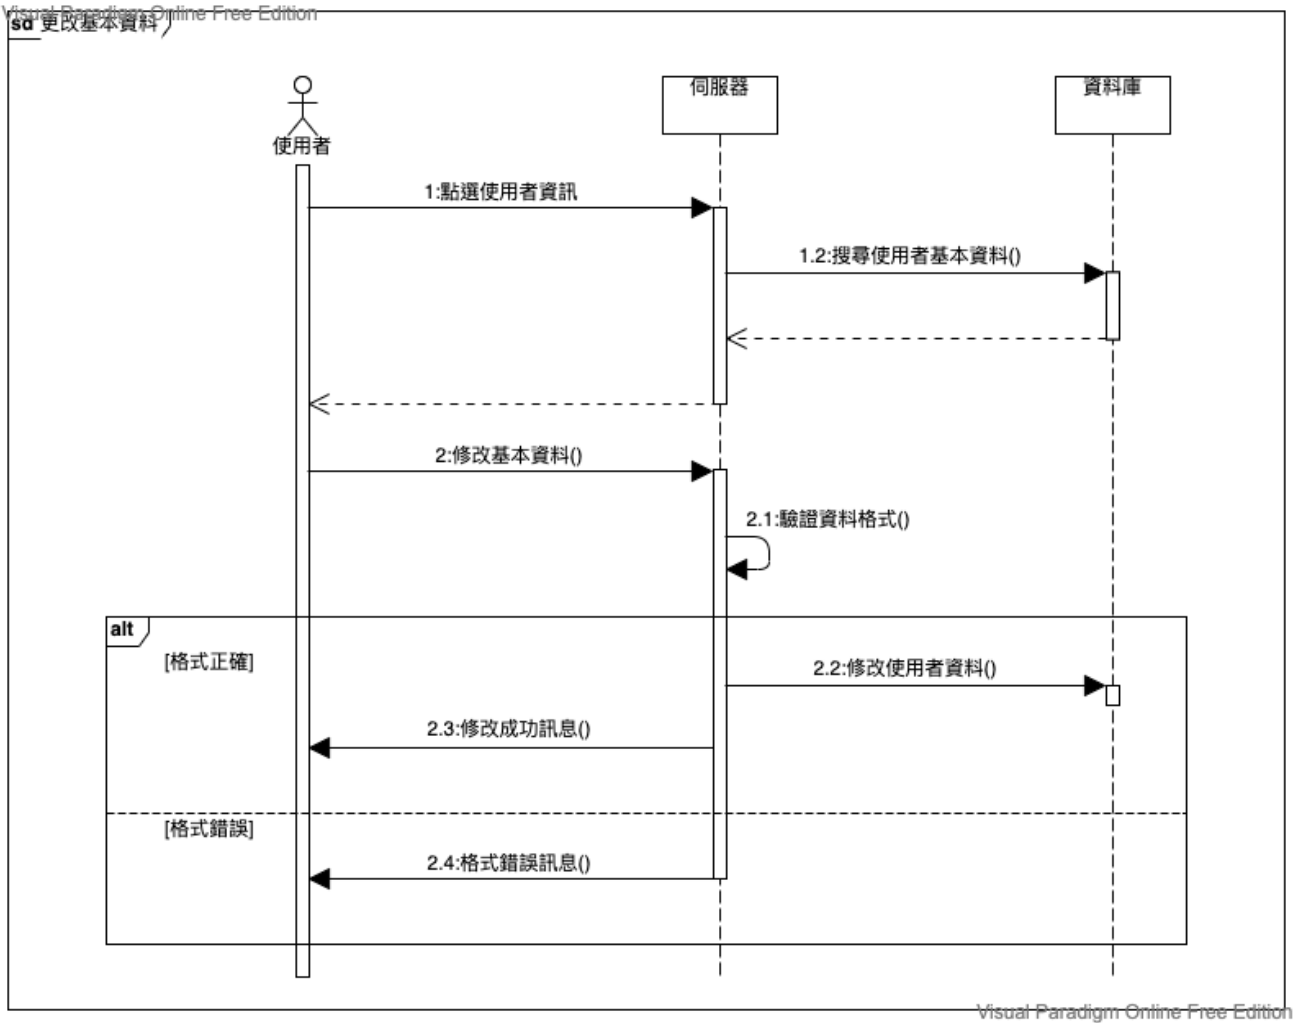 Visual Paradigm Online Free Edition
sd 更改基本資料
伺服器
資料庫
使用者
1:點選使用者資訊
1.2:搜尋使用者基本資料()
2:修改基本資料()
2.1:驗證資料格式()
alt
[格式正確]
2.2:修改使用者資料()
2.3:修改成功訊息()
[格式錯誤]
2.4:格式錯誤訊息()
Visual Paradigm Online Free Edition